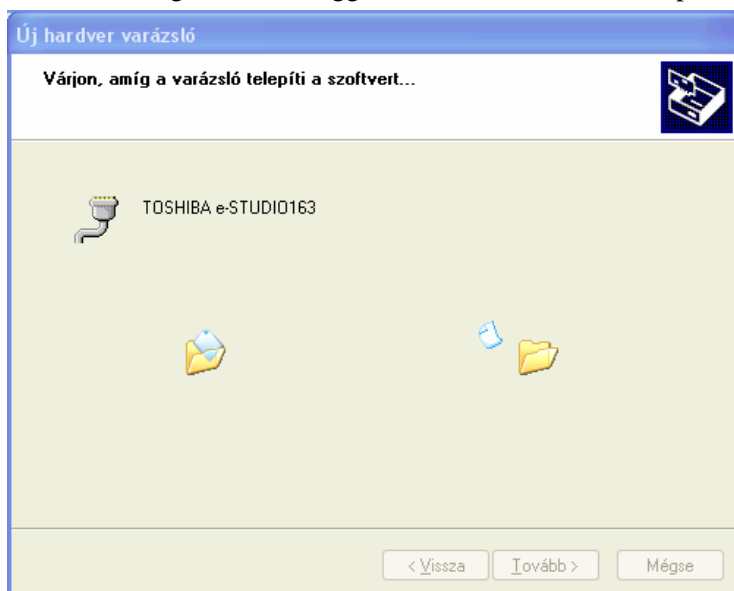 Új hardver varázsló
Várjon, amíg a varázsló telepíti a szoftvert...
TOSHIBA e-STUDIO163
< Vissza
Tovább >
Mégse